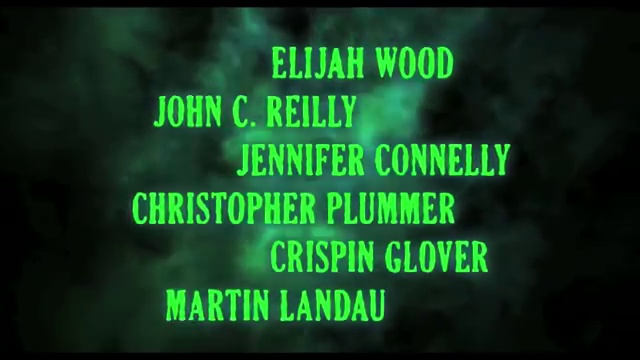 ELIJAH WOOD
JOHN C. REILLY
JENNIFER CONNELLY
CHRISTOPHER PLUMMER
CRISPIN GLOVER
MARTIN LANDAU